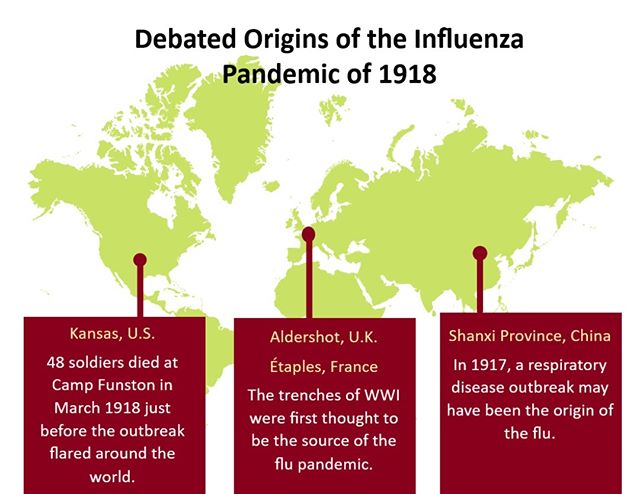 Debated Origins of the Influenza
Pandemic of 1918
Kansas, U.S.
48 soldiers died at
Camp Funston in
March 1918 just
before the outbreak
flared around the
world.
Aldershot, U.K.
Étaples, France
The trenches of WWI
were first thought to
be the source of the
flu pandemic.
Shanxi Province, China
In 1917, a respiratory
disease outbreak may
have been the origin of
the flu.